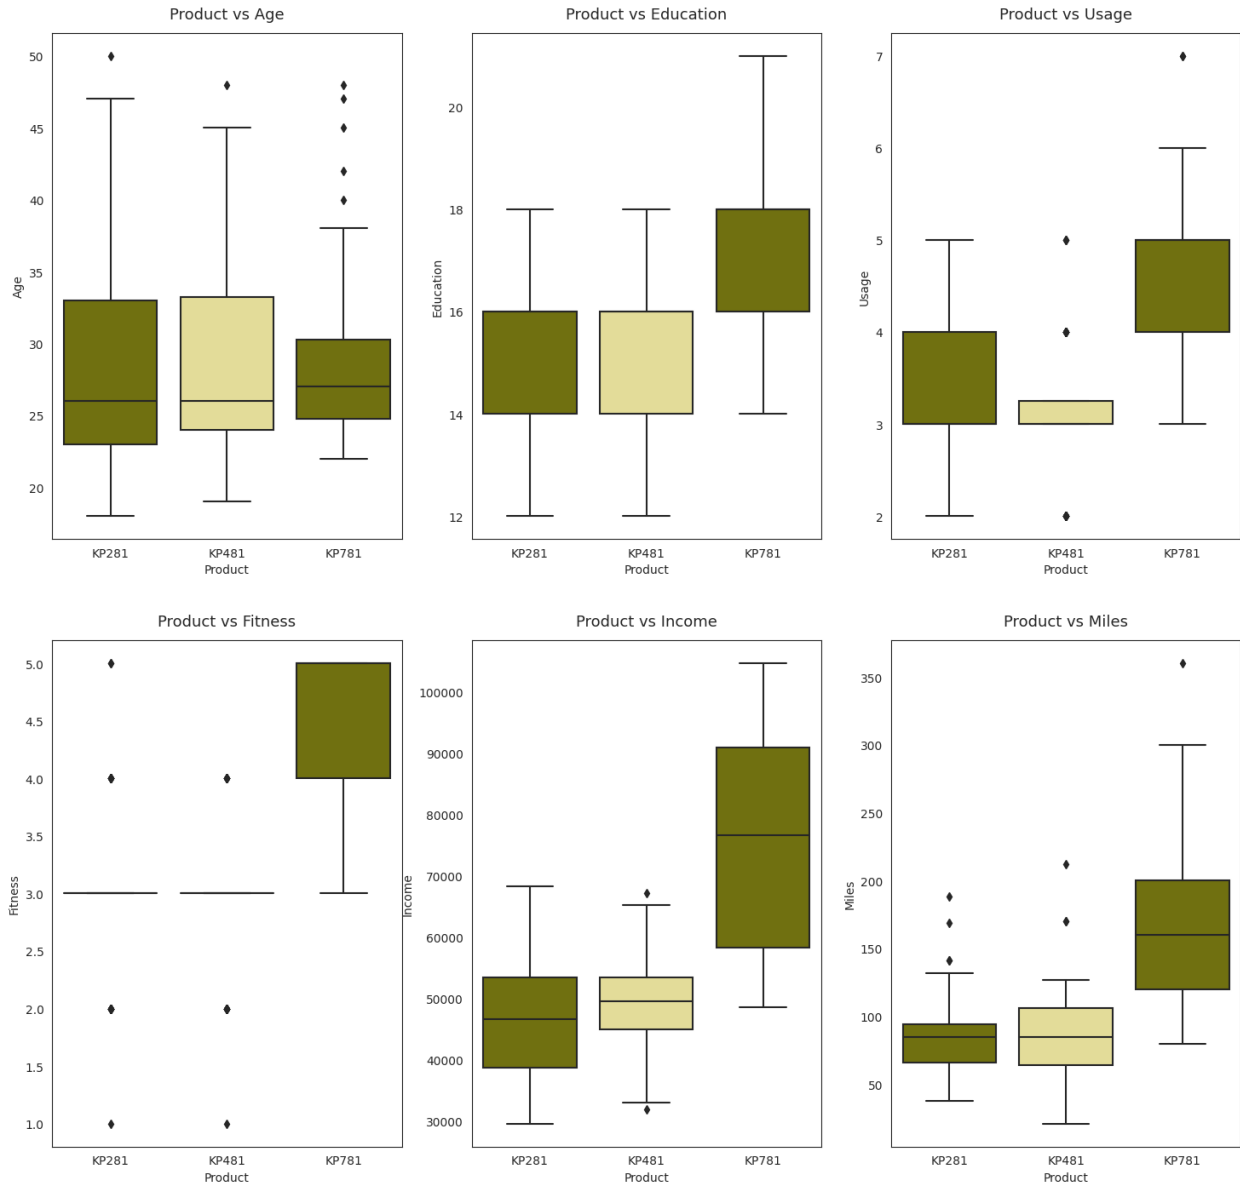 Product vs Age
50
45
40
35
30
25
20
Age
KP281 KP481 KP781
Product
Product vs Education
20
18
16
14
12
Education
KP281 KP481 KP781
Product
Product vs Usage
7
6
5
4
3
2
Usage
KP281 KP481 KP781
Product
Product vs Fitness
5.0
4.5
4.0
3.5
3.0
2.5
2.0
1.5
1.0
Fitness
KP281 KP481 KP781
Product
Product vs Income
100000
90000
80000
70000
60000
50000
40000
30000
Income
KP281 KP481 KP781
Product
Product vs Miles
350
300
250
200
150
100
50
Miles
KP281 KP481 KP781
Product